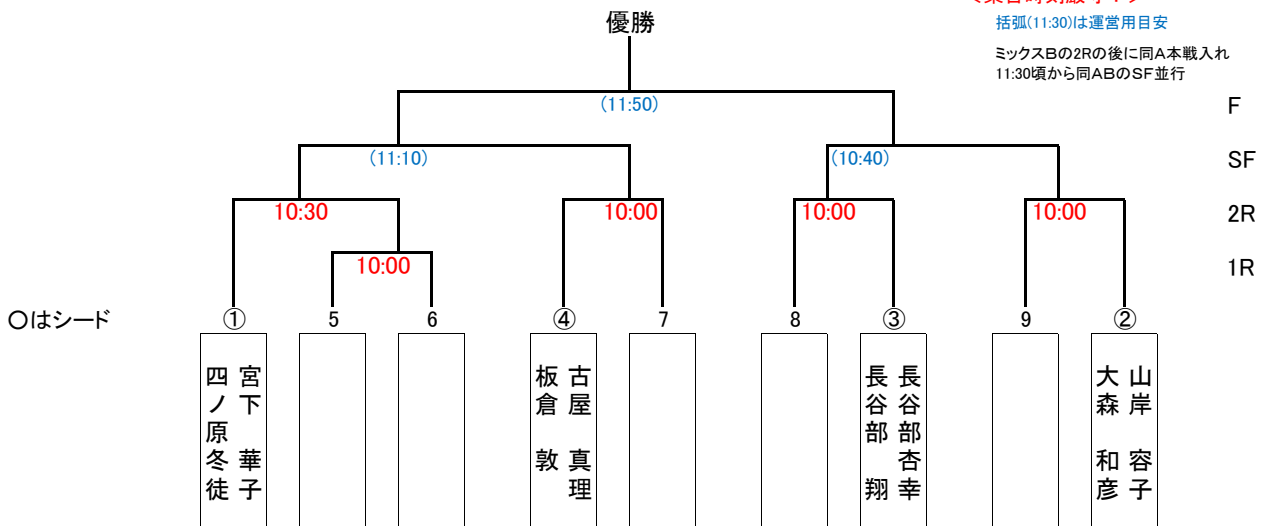 優勝
括弧(11:30)は運営用目安
ミックスBの2Rの後に同A本戦入れ
11:30頃から同ABのSF並行
(11:50)
F
(11:10)
(10:40)
SF
10:30
10:00
10:00
10:00
2R
10:00
1R
〇はシード
①
5
6
④
7
8
③
9
②
宮下 華子
四ノ原冬徒
古屋 真理
板倉 敦
長谷部杏幸
長谷部 翔
山岸 容子
大森 和彦